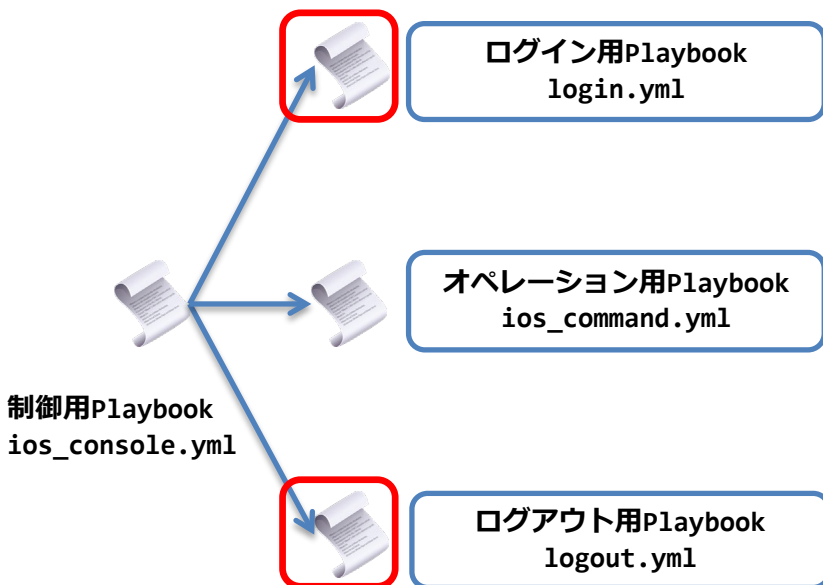 ログイン用Playbook
login.yml
オペレーション用Playbook
ios_command.yml
制御用Playbook
ios_console.yml
ログアウト用Playbook
logout.yml